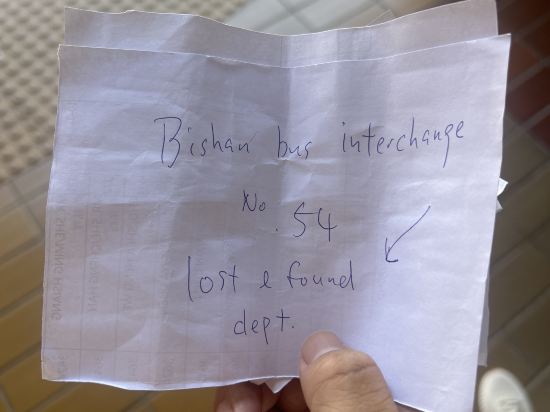 Bishan bus interchange
No. 54
lost & found
dept.